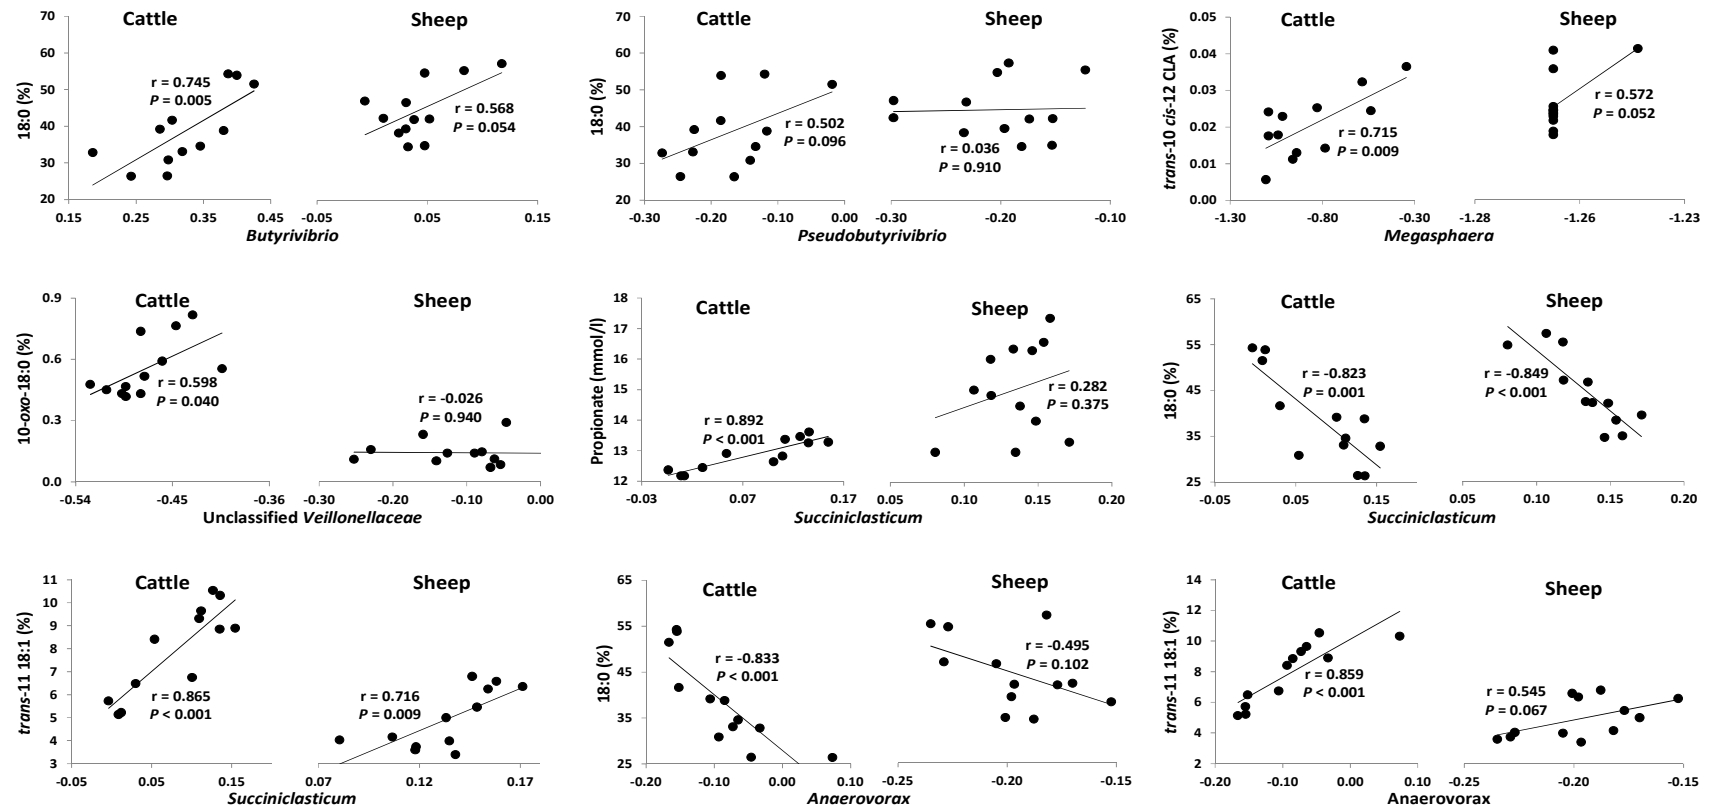 Cattle
Sheep
18:0 (%)
70
60
50
40
30
20
r = 0.745
P = 0.005
r = 0.568
P = 0.054
0.15 0.25 0.35 0.45
-0.05 0.05 0.15
Butyrivibrio
Cattle
Sheep
18:0 (%)
70
60
50
40
30
20
r = 0.502
P = 0.096
r = 0.036
P = 0.910
-0.30 -0.20 -0.10 0.00
-0.30 -0.20 -0.10
Pseudobutyrivibrio
Cattle
Sheep
trans-10 cis-12 CLA (%)
0.05
0.04
0.03
0.02
0.01
0.00
r = 0.715
P = 0.009
r = 0.572
P = 0.052
-1.30 -0.80 -0.30
-1.28 -1.26 -1.23
Megasphaera
Cattle
Sheep
10-oxo-18:0 (%)
0.9
0.6
0.3
0.0
r = 0.598
P = 0.040
r = -0.026
P = 0.940
-0.54 -0.45 -0.36
-0.30 -0.20 -0.10 0.00
Unclassified Veillonellaceae
Cattle
Sheep
Propionate (mmol/l)
18
17
16
15
14
13
12
r = 0.892
P < 0.001
r = 0.282
P = 0.375
-0.03 0.07 0.17
0.05 0.10 0.15 0.20
Succiniclasticum
Cattle
Sheep
18:0 (%)
65
55
45
35
25
r = -0.823
P = 0.001
r = -0.849
P < 0.001
-0.05 0.05 0.15
0.05 0.10 0.15 0.20
Succiniclasticum
Cattle
Sheep
trans-11 18:1 (%)
11
10
9
8
7
6
5
4
3
r = 0.865
P < 0.001
r = 0.716
P = 0.009
-0.05 0.05 0.15
0.07 0.12 0.17
Succiniclasticum
Cattle
Sheep
18:0 (%)
65
55
45
35
25
r = -0.833
P < 0.001
r = -0.495
P = 0.102
-0.20 -0.10 0.00 0.10
-0.25 -0.20 -0.15
Anaerovorax
Cattle
Sheep
trans-11 18:1 (%)
14
12
10
8
6
4
2
r = 0.859
P < 0.001
r = 0.545
P = 0.067
-0.20 -0.10 0.00 0.10
-0.25 -0.20 -0.15
Anaerovorax